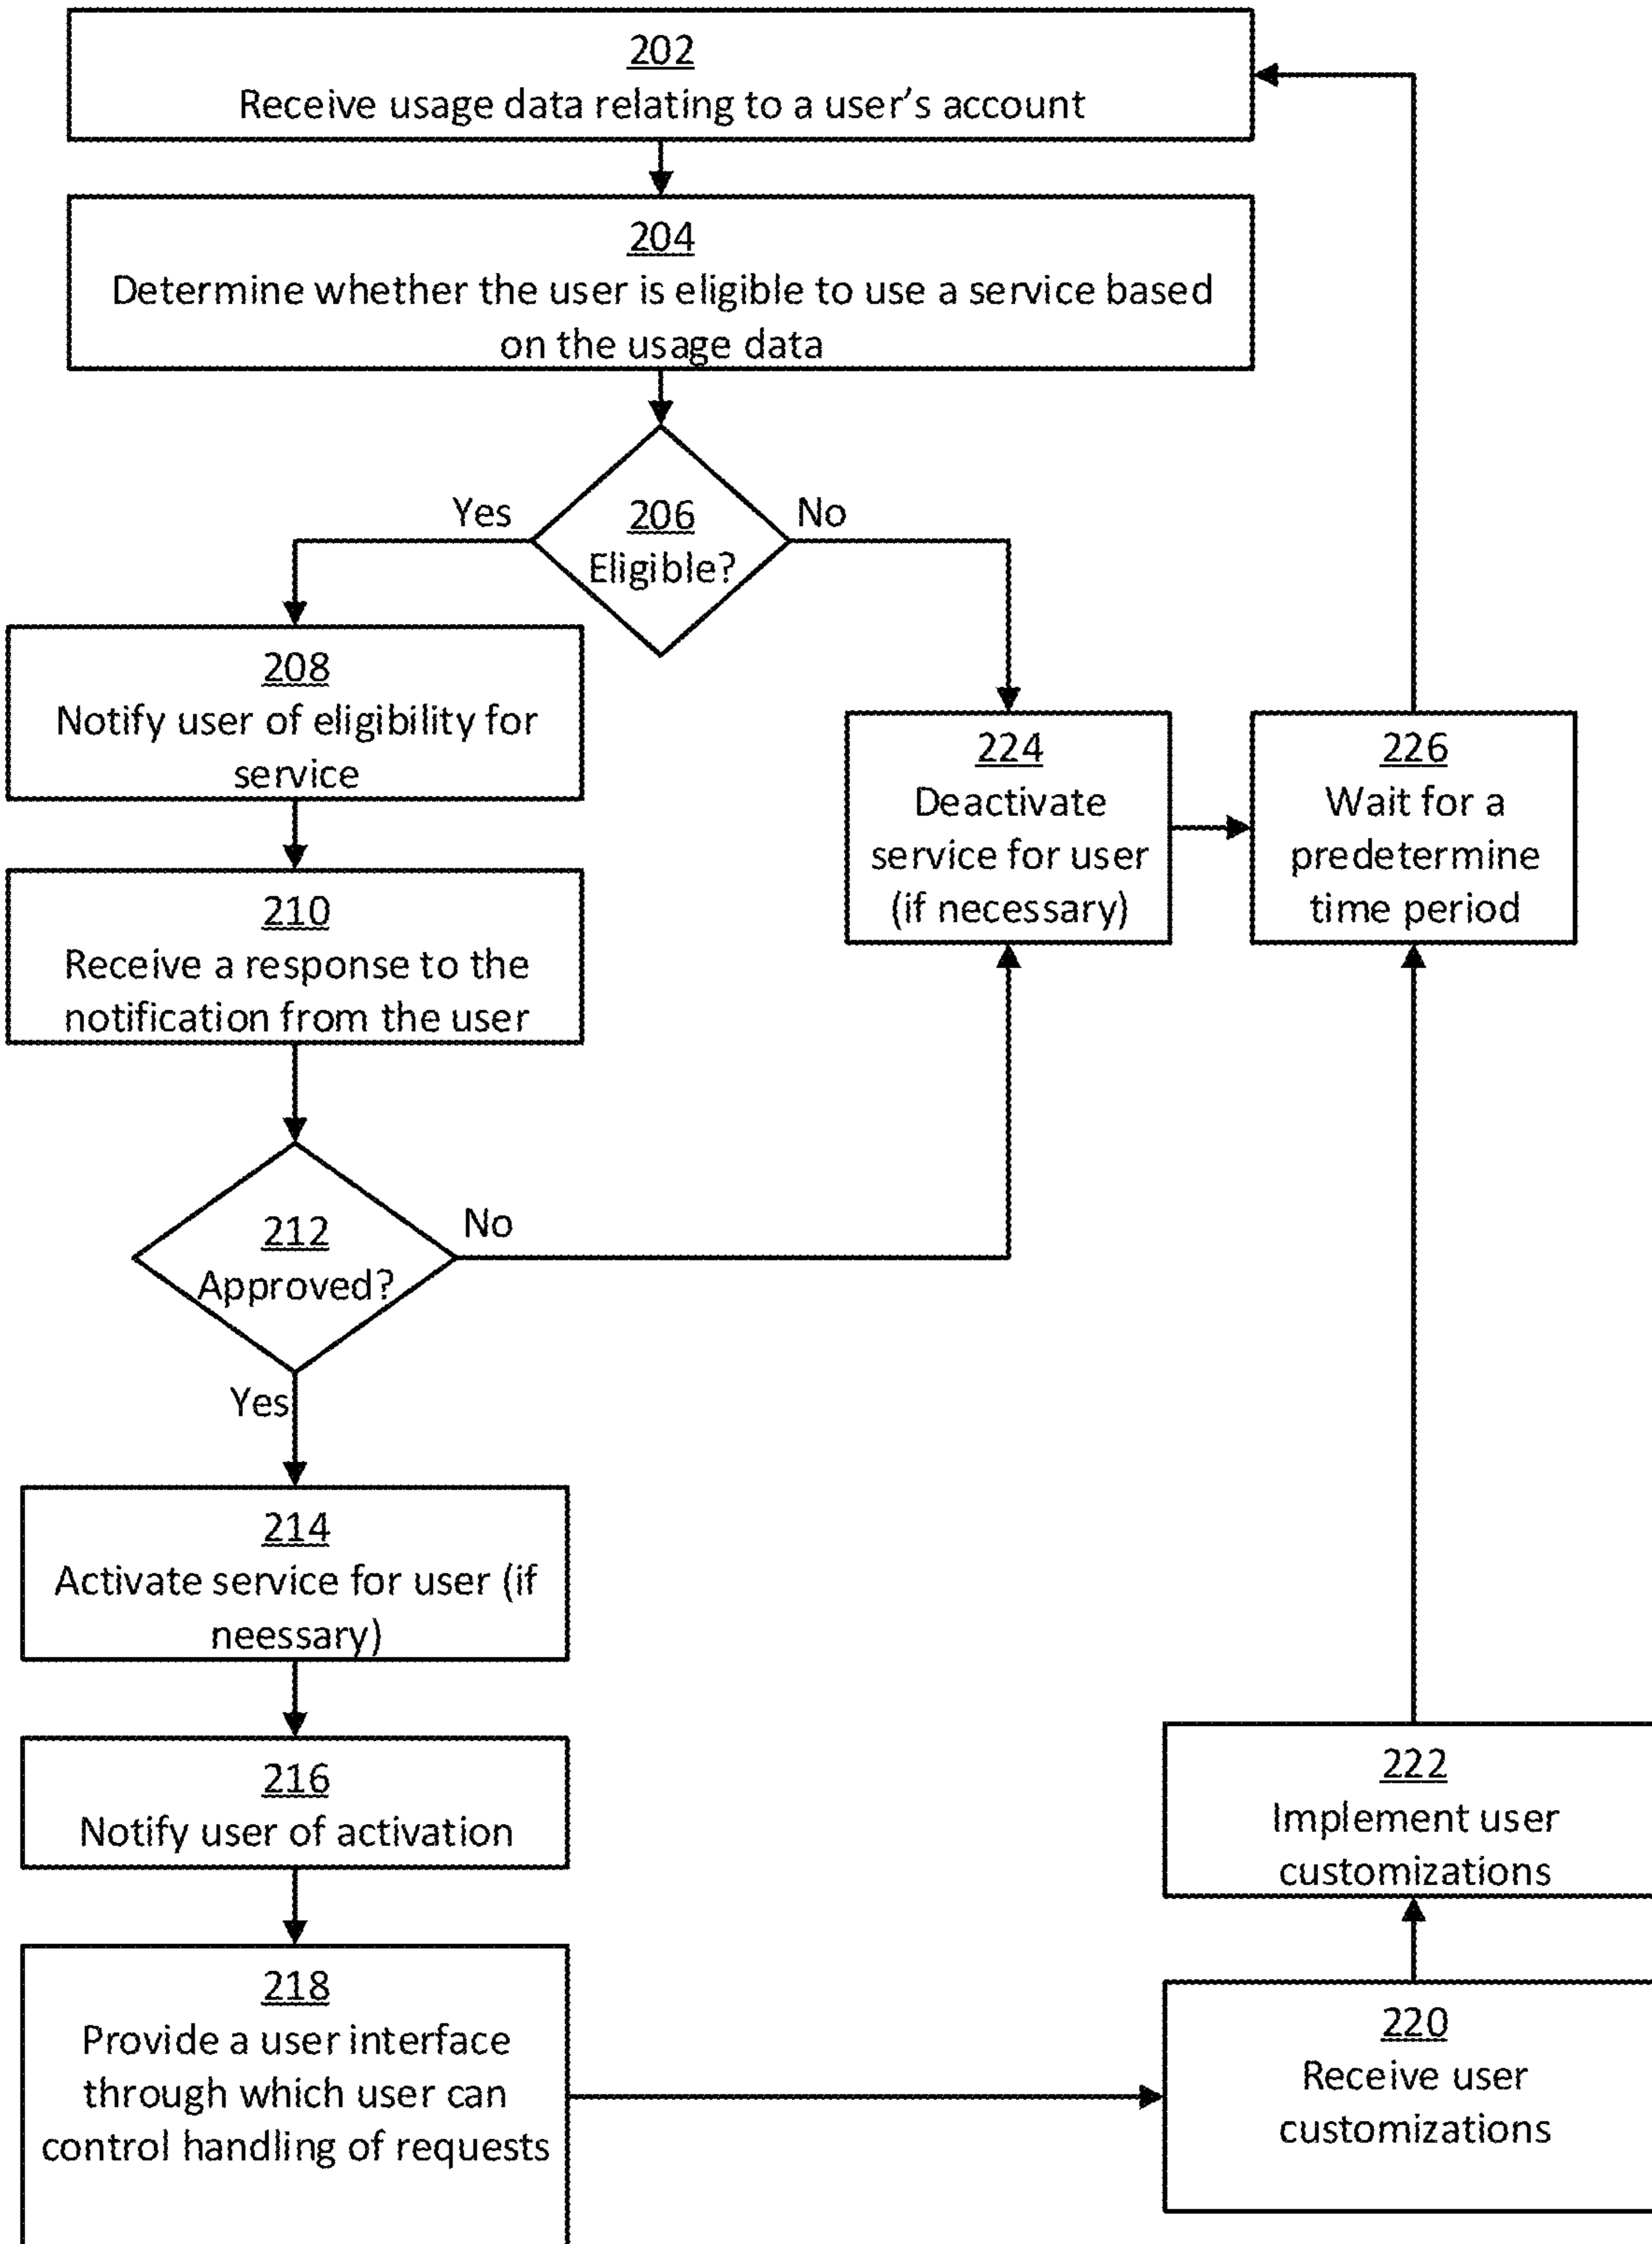 202
Receive usage data relating to a user's account
204
Determine whether the user is eligible to use a service based
on the usage data
Yes
206
Eligible?
No
208
Notify user of eligibility for
service
224
Deactivate
service for user
(if necessary)
226
Wait for a
predetermine
time period
210
Receive a response to the
notification from the user
212
Approved?
No
Yes
214
Activate service for user (if
neessary)
216
Notify user of activation
222
Implement user
customizations
218
Provide a user interface
through which user can
control handling of requests
220
Receive user
customizations